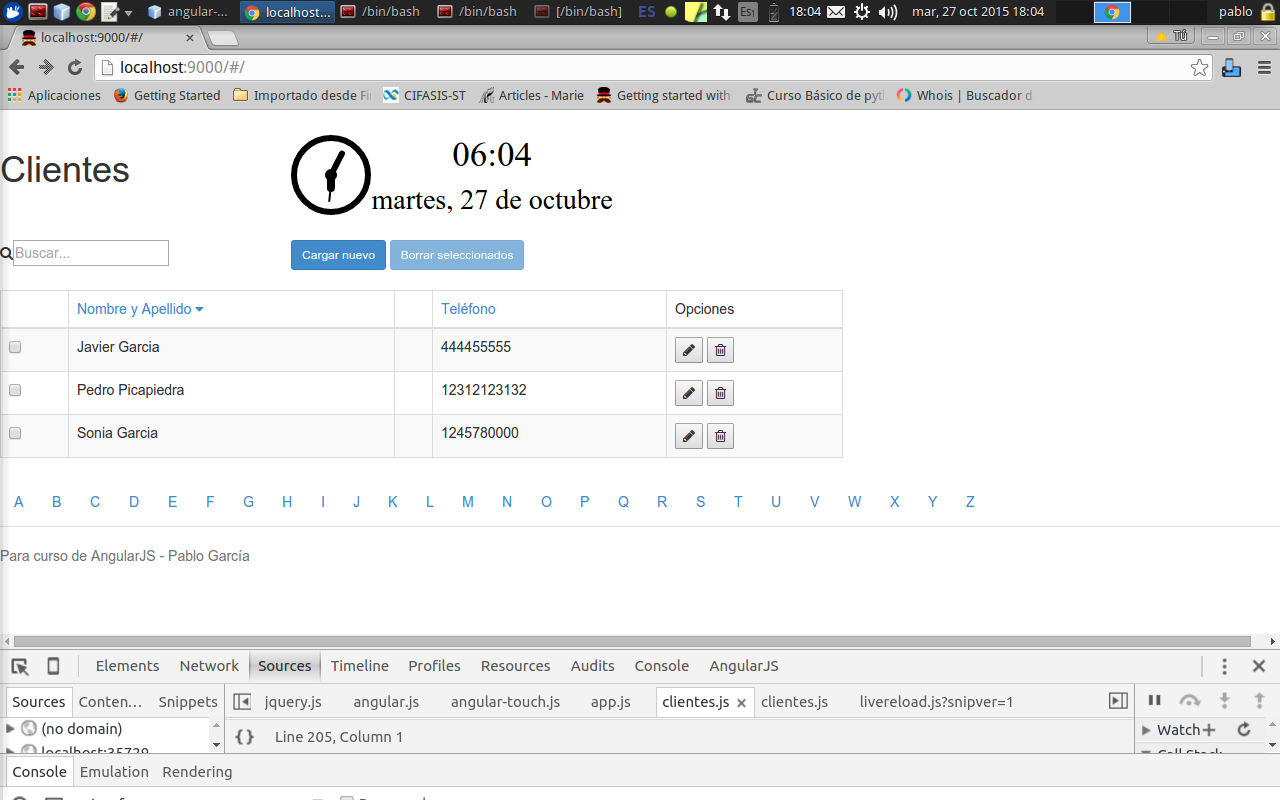 angular-... localhost... /bin/bash /bin/bash [/bin/bash] ES Es1 18:04 mar, 27 oct 2015 18:04 pablo
localhost:9000/#/ Tú
localhost:9000/#/
Aplicaciones Getting Started Importado desde CIFASIS-ST Articles - Marie Getting started with Curso Básico de Whois | Buscador
Clientes
06:04
martes, 27 de octubre
Buscar... Cargar nuevo Borrar seleccionados
Nombre y Apellido Teléfono Opciones
Javier Garcia 444455555
Pedro Picapiedra 12312123132
Sonia Garcia 1245780000
A B C D E F G H I J K L M N O P Q R S T U V W X Y Z
Para curso de AngularJS - Pablo García
Elements Network Sources Timeline Profiles Resources Audits Console AngularJS
Sources Conten... Snippets jquery.js angular.js angular-touch.js app.js clientes.js clientes.js livereload.js?snipver=1
(no domain) {} Line 205, Column 1 Watch
localhost:35729 Call Stack
Console Emulation Rendering